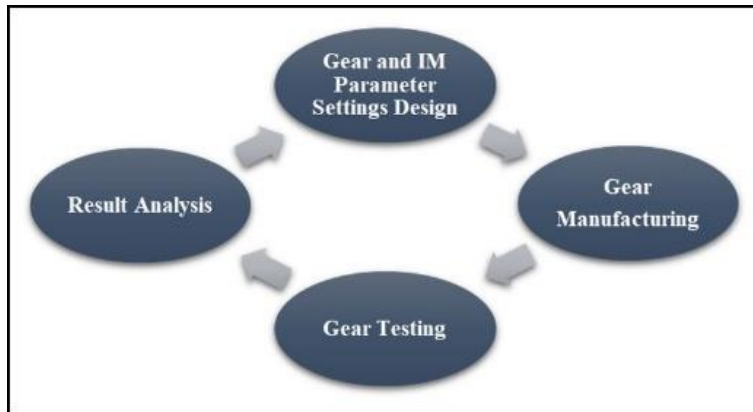 Gear and IM
Parameter
Settings Design
Gear
Manufacturing
Gear Testing
Result Analysis